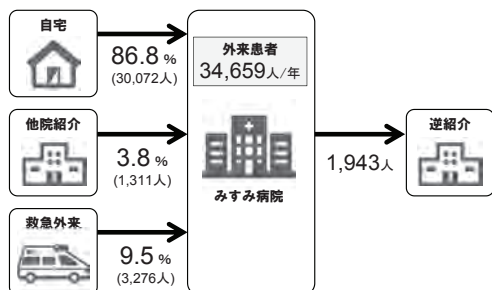 自宅
86.8 %
(30,072人)
他院紹介
3.8 %
(1,311人)
救急外来
9.5 %
(3,276人)
外来患者
34,659人/年
みすみ病院
1,943人
逆紹介